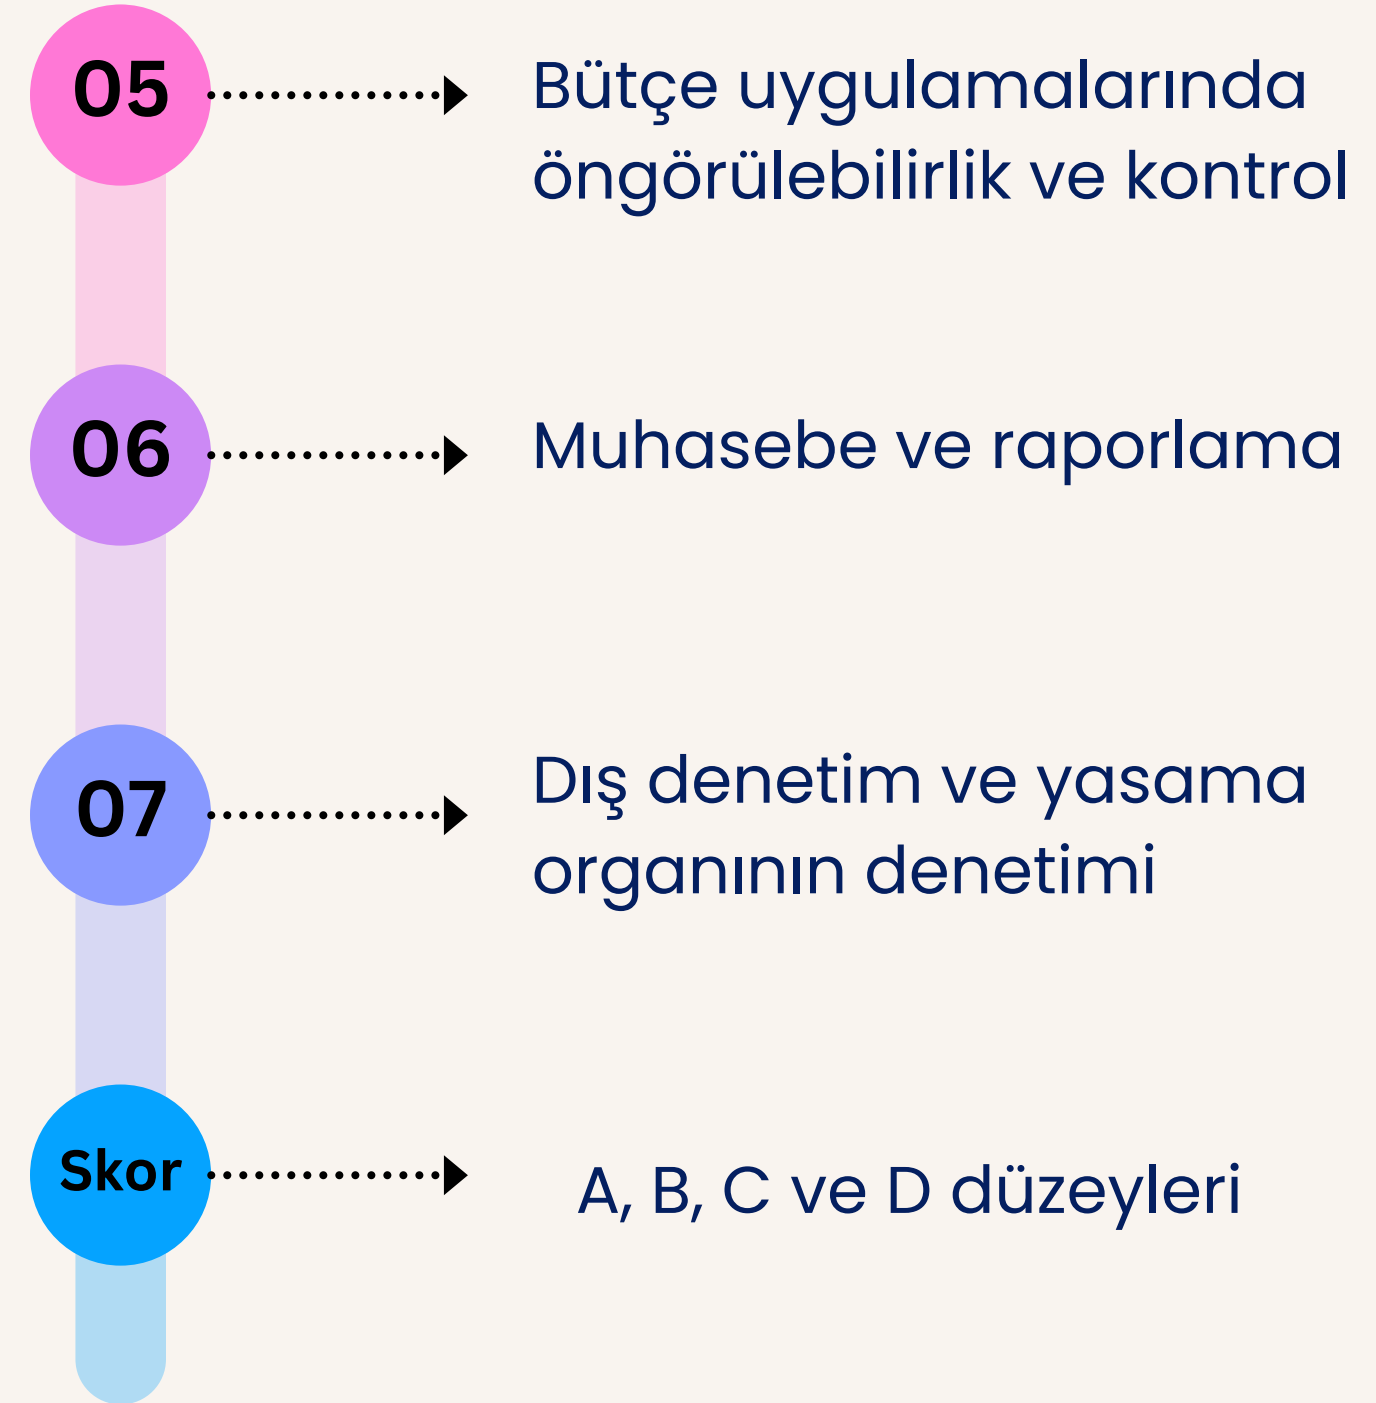 05
Bütçe uygulamalarında
öngörülebilirlik ve kontrol
06
Muhasebe ve raporlama
07
Dış denetim ve yasama
organının denetimi
Skor
A, B, C ve D düzeyleri